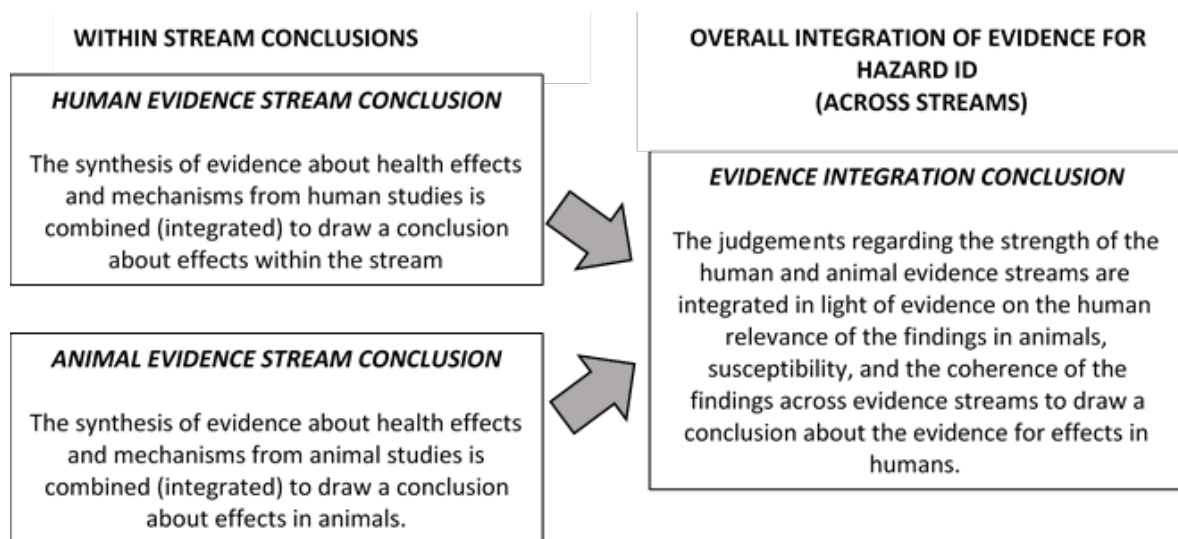 WITHIN STREAM CONCLUSIONS
HUMAN EVIDENCE STREAM CONCLUSION
The synthesis of evidence about health effects
and mechanisms from human studies is
combined (integrated) to draw a conclusion
about effects within the stream
ANIMAL EVIDENCE STREAM CONCLUSION
The synthesis of evidence about health effects
and mechanisms from animal studies is
combined (integrated) to draw a conclusion
about effects in animals.
OVERALL INTEGRATION OF EVIDENCE FOR
HAZARD ID
(ACROSS STREAMS)
EVIDENCE INTEGRATION CONCLUSION
The judgements regarding the strength of the
human and animal evidence streams are
integrated in light of evidence on the human
relevance of the findings in animals,
susceptibility, and the coherence of the
findings across evidence streams to draw a
conclusion about the evidence for effects in
humans.